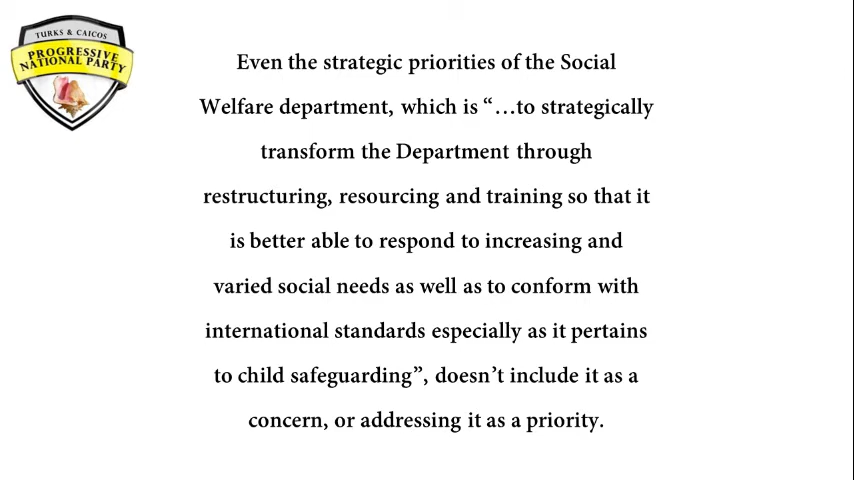 TURKS & CAICOS
PROGRESSIVE
NATIONAL PARTY
Even the strategic priorities of the Social
Welfare department, which is “…to strategically
transform the Department through
restructuring, resourcing and training so that it
is better able to respond to increasing and
varied social needs as well as to conform with
international standards especially as it pertains
to child safeguarding”, doesn’t include it as a
concern, or addressing it as a priority.